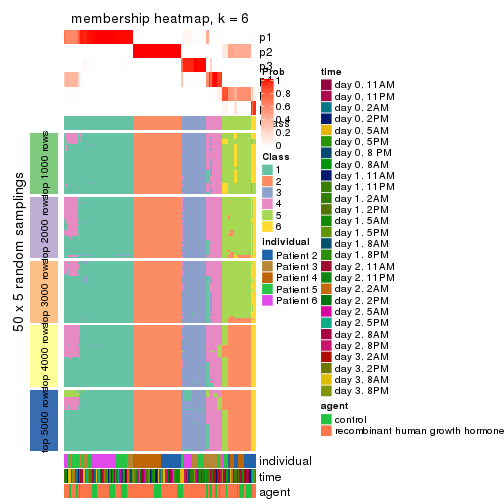 membership heatmap, k = 6
p1
p2
p3
Prob
1
0.8
0.6
0.4
0.2
0
Class
1
2
3
4
5
6
individual
Patient 2
Patient 3
Patient 4
Patient 5
Patient 6
time
day 0. 11AM
day 0. 11PM
day 0. 2AM
day 0. 2PM
day 0. 5AM
day 0. 5PM
day 0. 8 PM
day 0. 8AM
day 1. 11AM
day 1. 11PM
day 1. 2AM
day 1. 2PM
day 1. 5AM
day 1. 5PM
day 1. 8AM
day 1. 8PM
day 2. 11AM
day 2. 11PM
day 2. 2AM
day 2. 2PM
day 2. 5AM
day 2. 5PM
day 2. 8AM
day 2. 8PM
day 3. 2AM
day 3. 2PM
day 3. 8AM
day 3. 8PM
agent
control
recombinant human growth hormone
50 x 5 random samplings
top 1000 rows
top 2000 rows
top 3000 rows
top 4000 rows
top 5000 rows
individual
time
agent